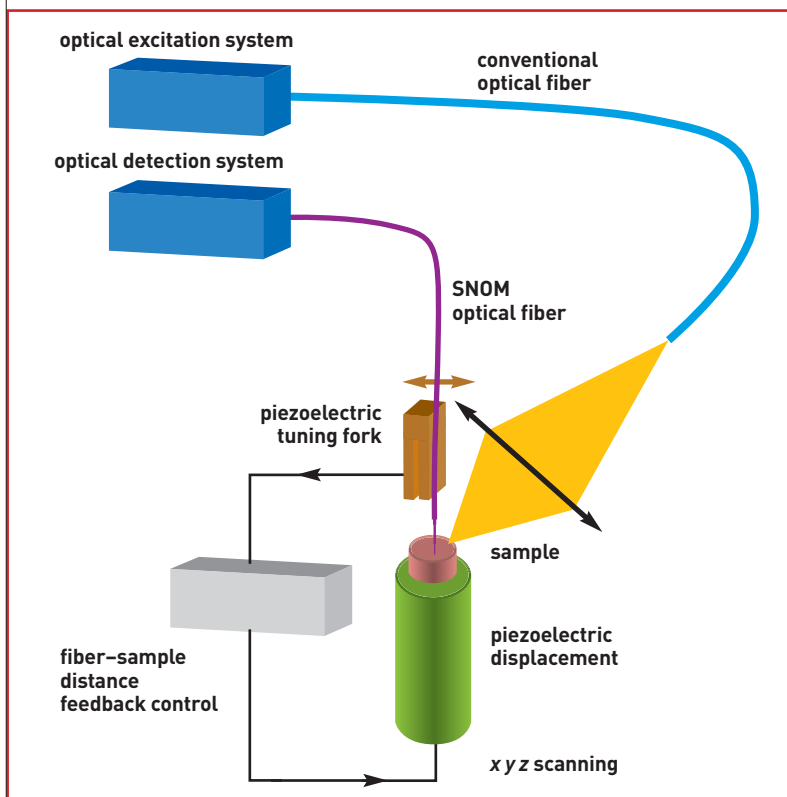 optical excitation system
conventional
optical fiber
optical detection system
SNOM
optical fiber
piezoelectric
tuning fork
sample
piezoelectric
displacement
fiber–sample
distance
feedback control
x y z scanning